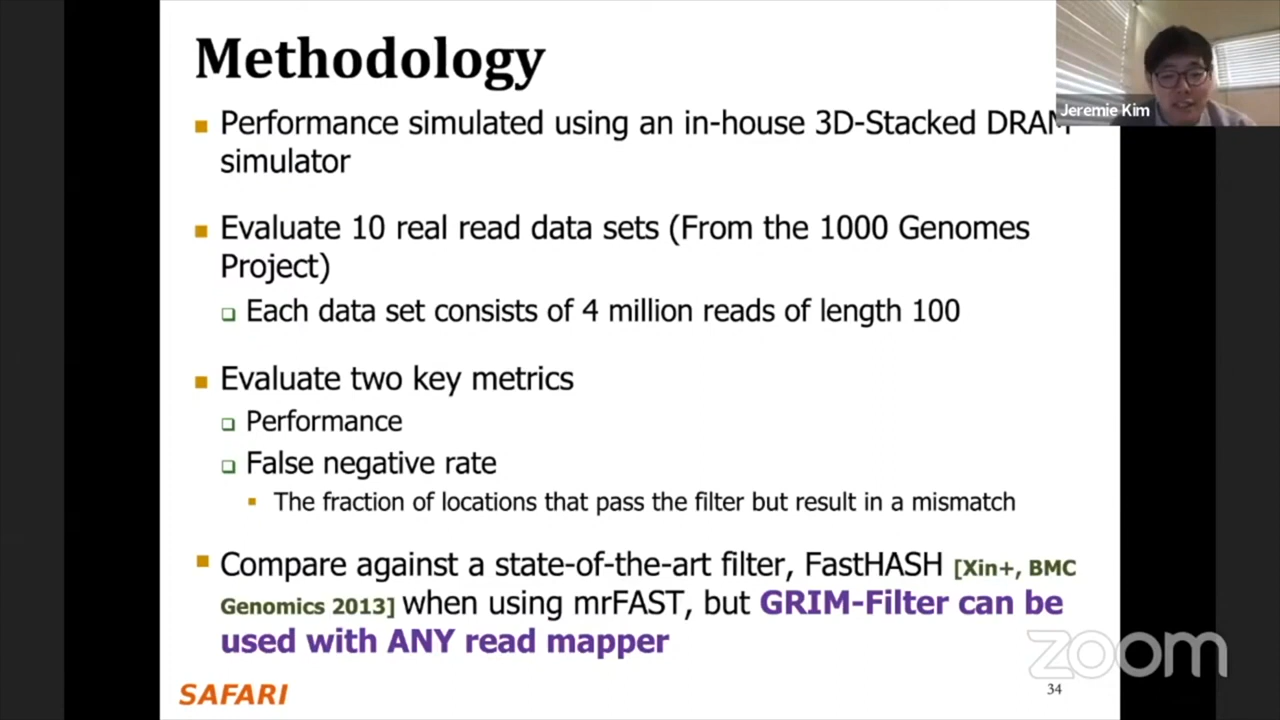 Methodology
Performance simulated using an in-house 3D-Stacked DRAM
simulator
Evaluate 10 real read data sets (From the 1000 Genomes
Project)
Each data set consists of 4 million reads of length 100
Evaluate two key metrics
Performance
False negative rate
The fraction of locations that pass the filter but result in a mismatch
Compare against a state-of-the-art filter, FastHASH [Xin+, BMC
Genomics 2013] when using mrFAST, but GRIM-Filter can be
used with ANY read mapper
SAFARI
34
Jeremie Kim
zoom